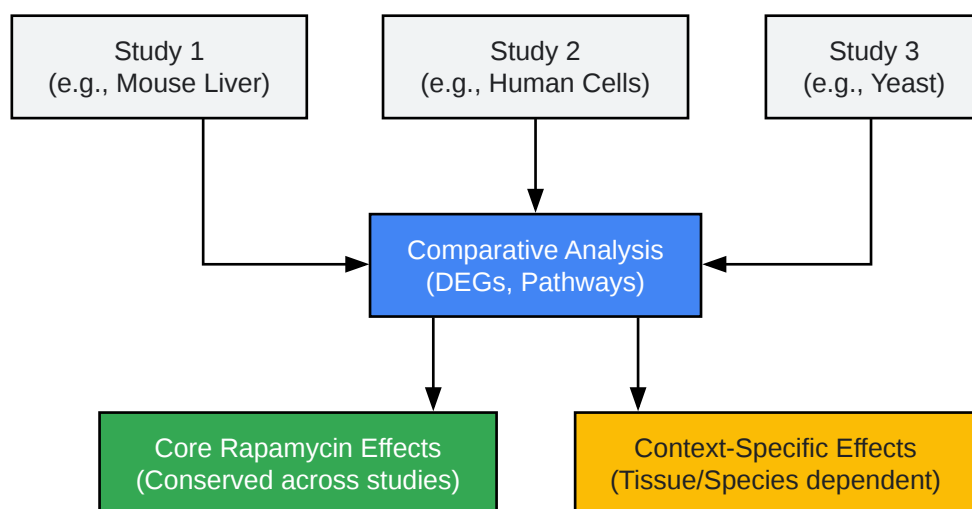 Study 1
(e.g., Mouse Liver)
Study 2
(e.g., Human Cells)
Study 3
(e.g., Yeast)
Comparative Analysis
(DEGs, Pathways)
Core Rapamycin Effects
(Conserved across studies)
Context-Specific Effects
(Tissue/Species dependent)